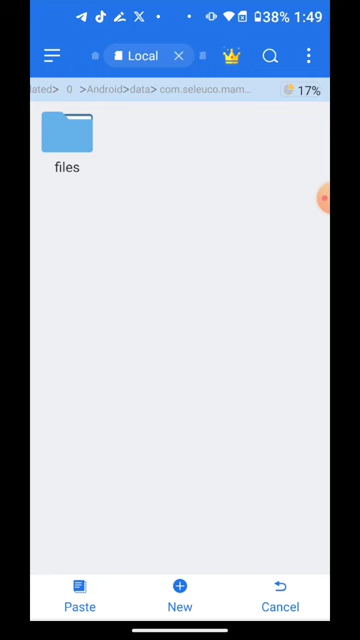 38% 1:49
Local
ated> 0 >Android>data> com.seleuco.mam... 17%
files
Paste New Cancel